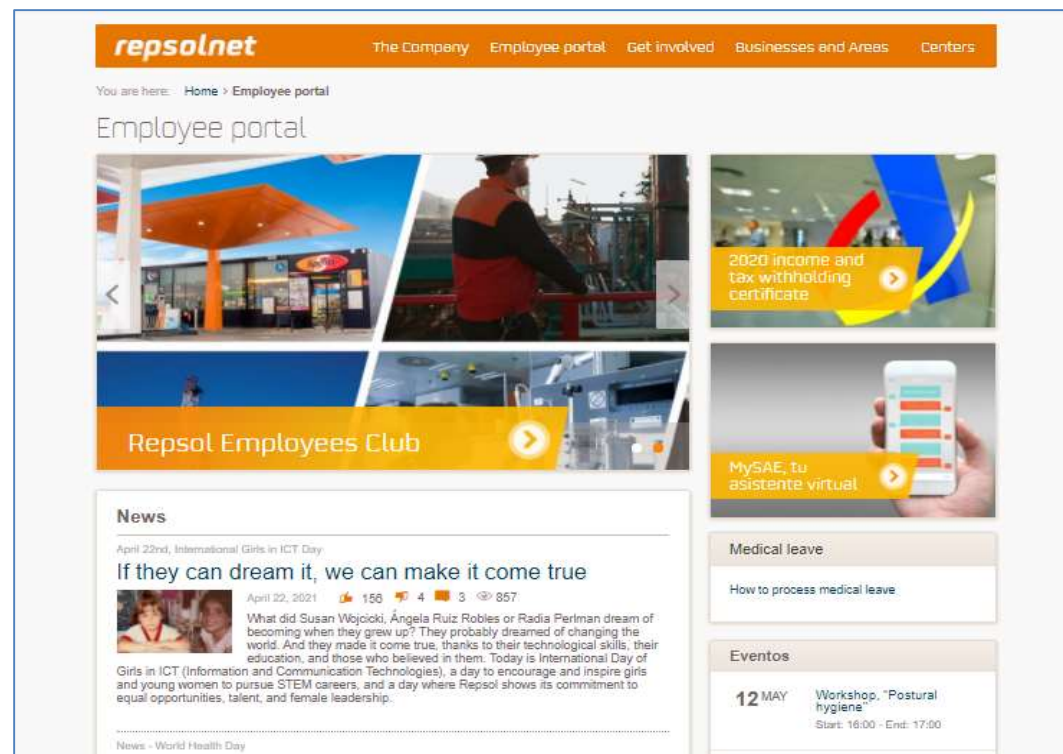 repsolnet
The Company Employee portal Get involved Businesses and Areas Centers
You are here: Home > Employee portal
Employee portal
Repsol Employees Club
2020 income and
tax withholding
certificate
MySAE, tu
asistente virtual
News
April 22nd, International Girls in ICT Day
If they can dream it, we can make it come true
April 22, 2021 156 4 3 857
What did Susan Wojcicki, Ángela Ruiz Robles or Radia Perlman dream of
becoming when they grew up? They probably dreamed of changing the
world. And they made it come true, thanks to their technological skills, their
education, and those who believed in them. Today is International Day of
Girls in ICT (Information and Communication Technologies), a day to encourage and inspire girls
and young women to pursue STEM careers, and a day where Repsol shows its commitment to
equal opportunities, talent, and female leadership.
News - World Health Day
Medical leave
How to process medical leave
Eventos
12 MAY Workshop, "Postural
hygiene"
Start: 16:00 - End: 17:00